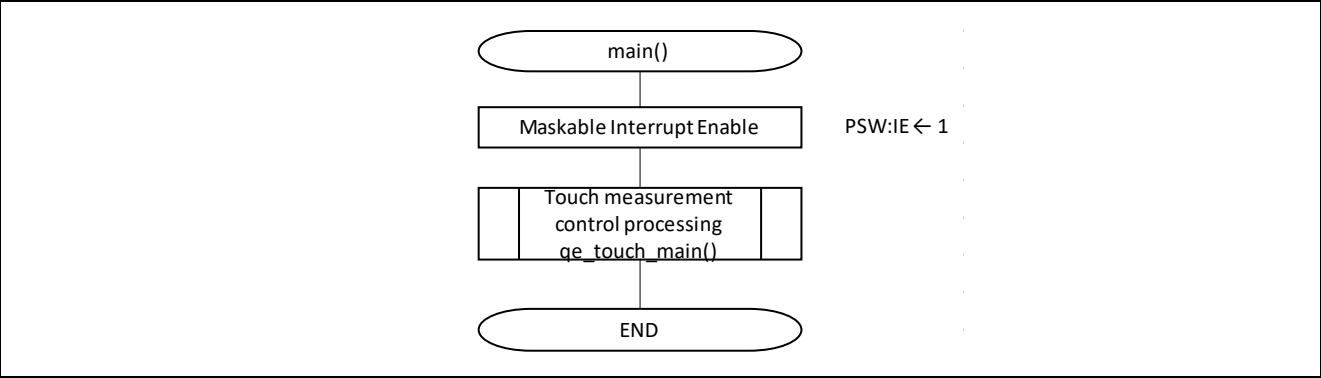 main()
Maskable Interrupt Enable
PSW:IE ← 1
Touch measurement
control processing
qe_touch_main()
END